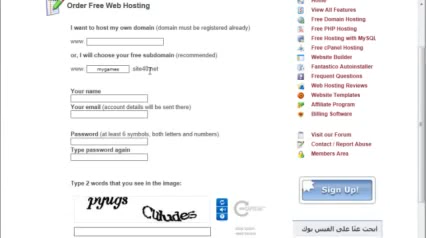 Order Free Web Hosting
I want to host my own domain (domain must be registered already)
www.
or, I will choose your free subdomain (recommended)
www. mygames .site40.net
Your name
Your email (account details will be sent there)
Password (at least 6 symbols, both letters and numbers)
Type password again
Type 2 words that you see in the image:
Home
View All Features
Free Domain Hosting
Free PHP Hosting
Free Hosting with MySQL
Free cPanel Hosting
Website Builder
Fantastico Autoinstaller
Frequent Questions
Web Hosting Reviews
Website Templates
Affiliate Program
Billing Software
Visit our Forum
Contact / Report Abuse
Members Area
Sign Up!
ابحث عنا على الفيس بوك